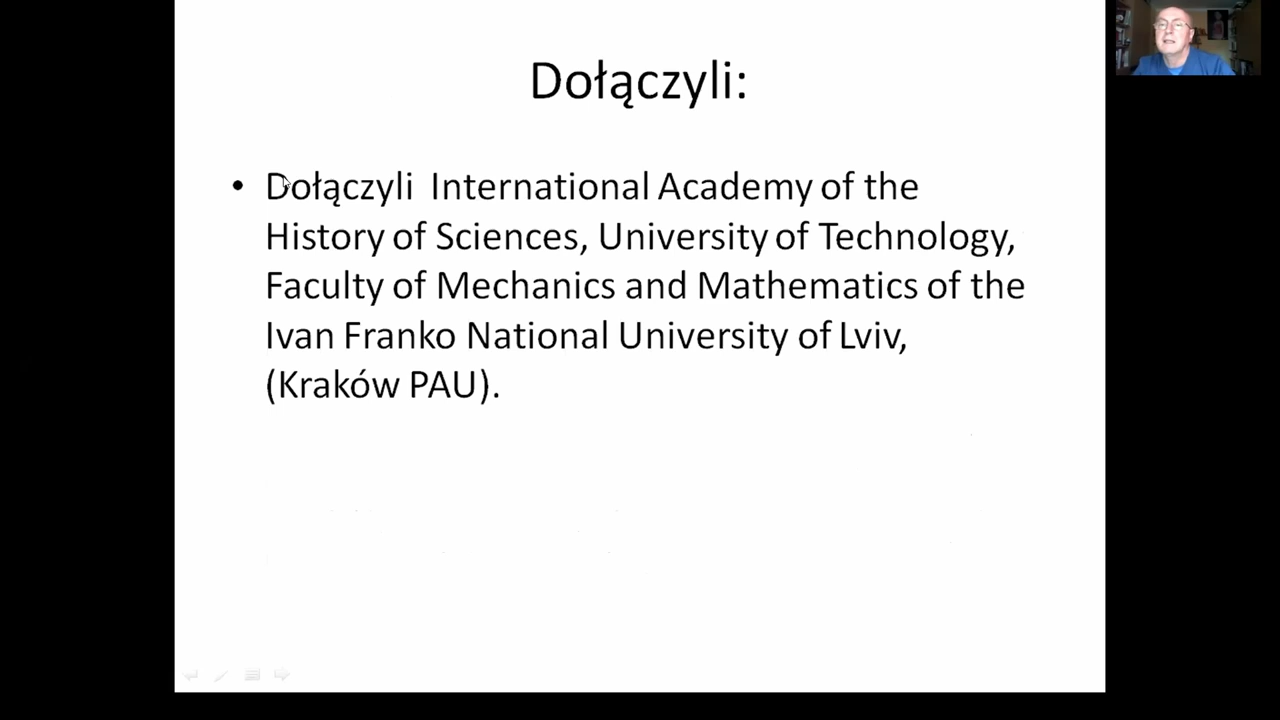 Dołączyli:
• Dołączyli International Academy of the
History of Sciences, University of Technology,
Faculty of Mechanics and Mathematics of the
Ivan Franko National University of Lviv,
(Kraków PAU).